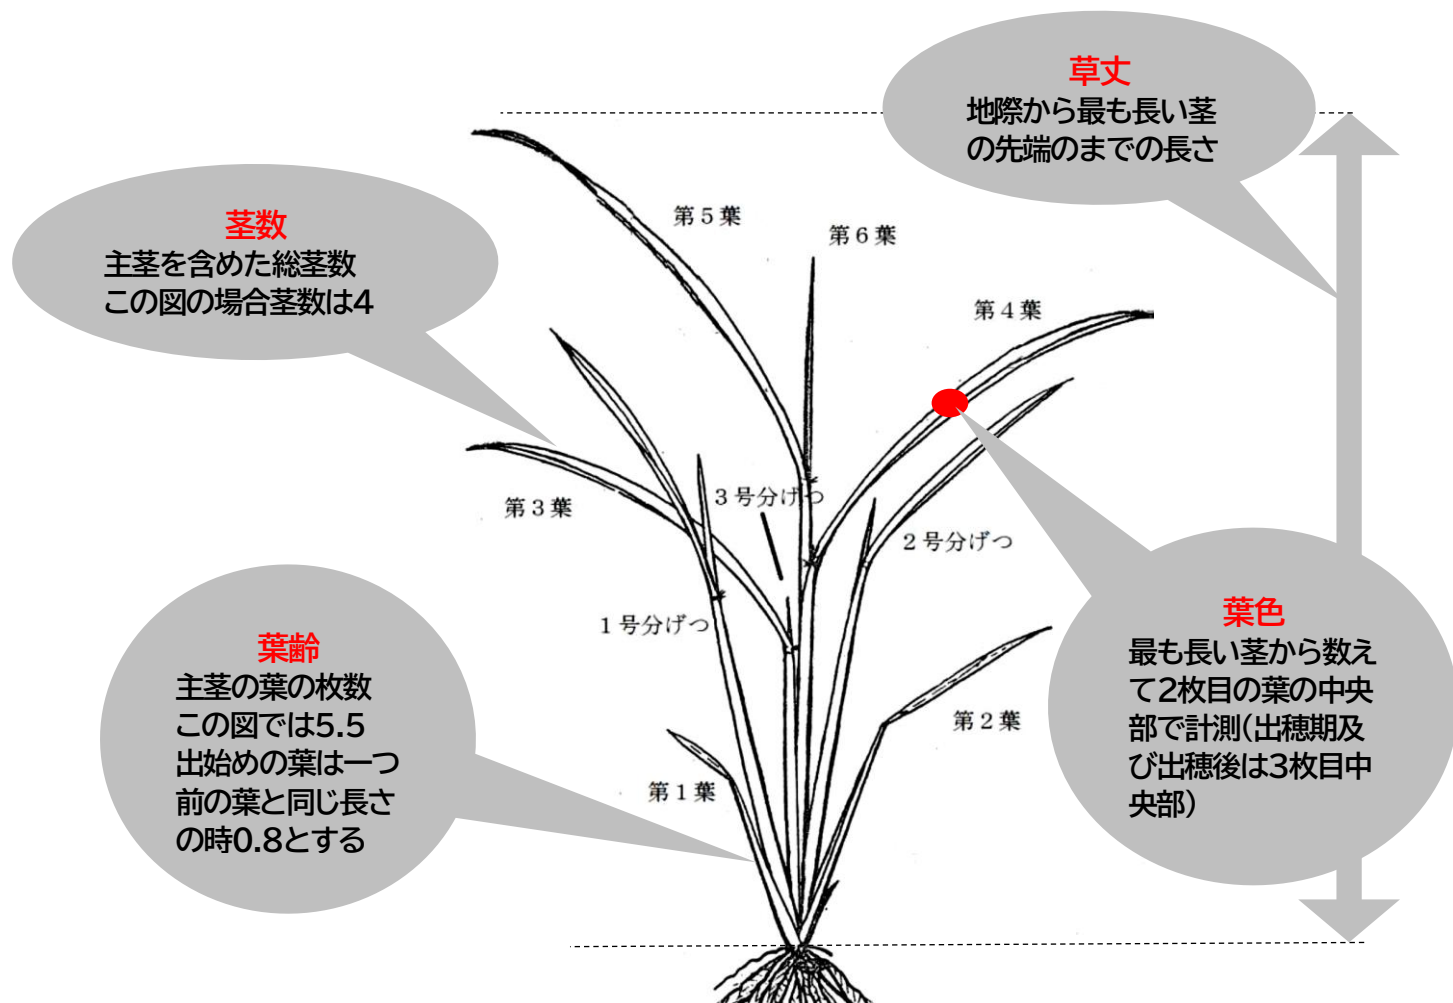 草丈
地際から最も長い茎
の先端のまでの長さ
茎数
主茎を含めた総茎数
この図の場合茎数は4
第5葉
第6葉
第4葉
第3葉
3号分げつ
2号分げつ
1号分げつ
葉齢
主茎の葉の枚数
この図では5.5
出始めの葉は一つ
前の葉と同じ長さ
の時0.8とする
第1葉
第2葉
葉色
最も長い茎から数え
て2枚目の葉の中央
部で計測(出穂期及
び出穂後は3枚目中
央部)